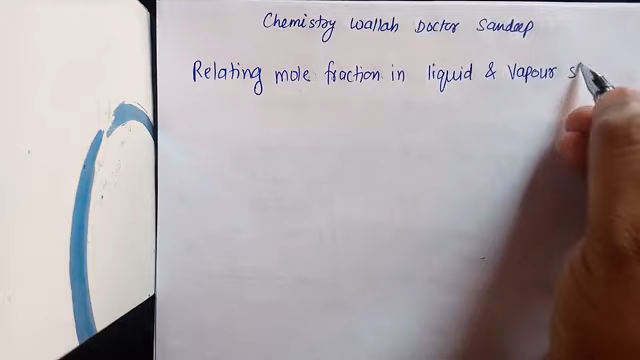 Chemistry Wallah Doctor Sandeep
Relating mole fraction in liquid & Vapour s